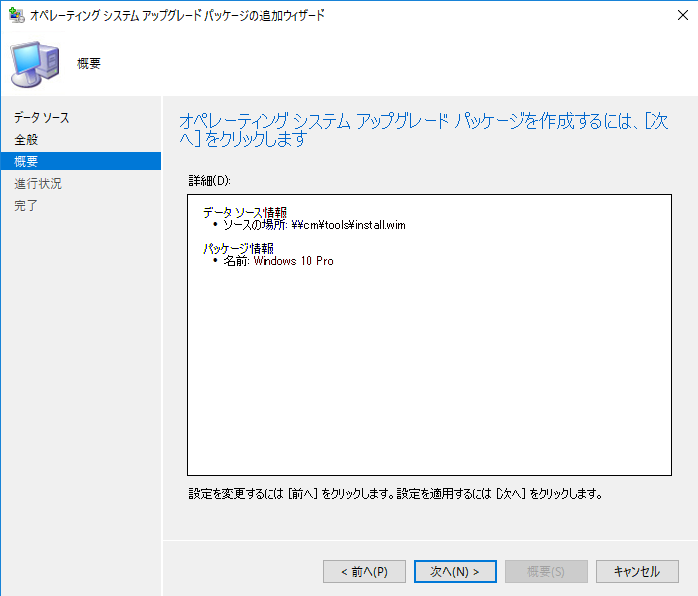 オペレーティング システム アップグレード パッケージの追加ウィザード
概要
データ ソース
全般
概要
進行状況
完了
オペレーティング システム アップグレード パッケージを作成するには、[次
へ] をクリックします
詳細(D):
データ ソース情報
• ソースの場所: ¥¥cm¥tools¥install.wim
パッケージ情報
• 名前: Windows 10 Pro
設定を変更するには [前へ] をクリックします。設定を適用するには [次へ] をクリックします。
< 前へ(P)
次へ(N) >
概要(S)
キャンセル